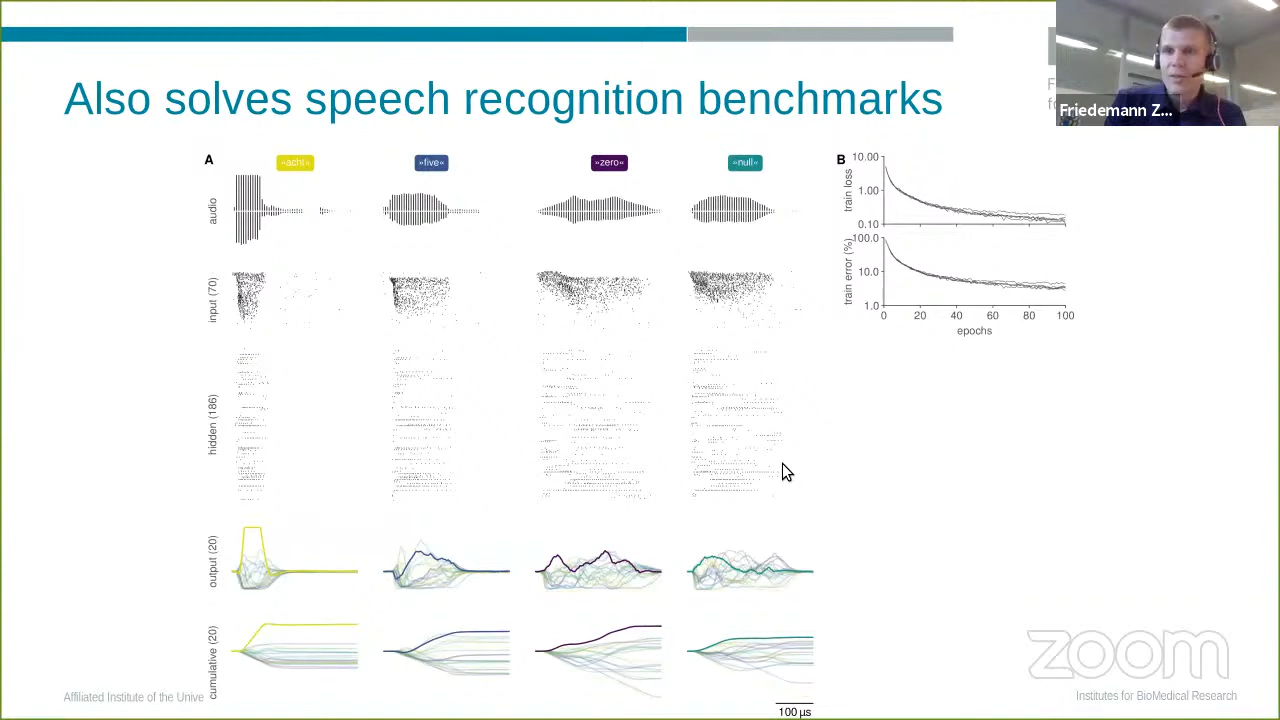 Also solves speech recognition benchmarks
Friedemann Z...
A
»acht«
»five«
»zero«
»null«
audio
input (70)
hidden (186)
output (20)
cumulative (20)
100 µs
B
train loss
10.00
1.00
0.10
train error (%)
100.0
10.0
1.0
0 20 40 60 80 100
epochs
zoom
Affiliated Institute of the Unive
Institutes for BioMedical Research